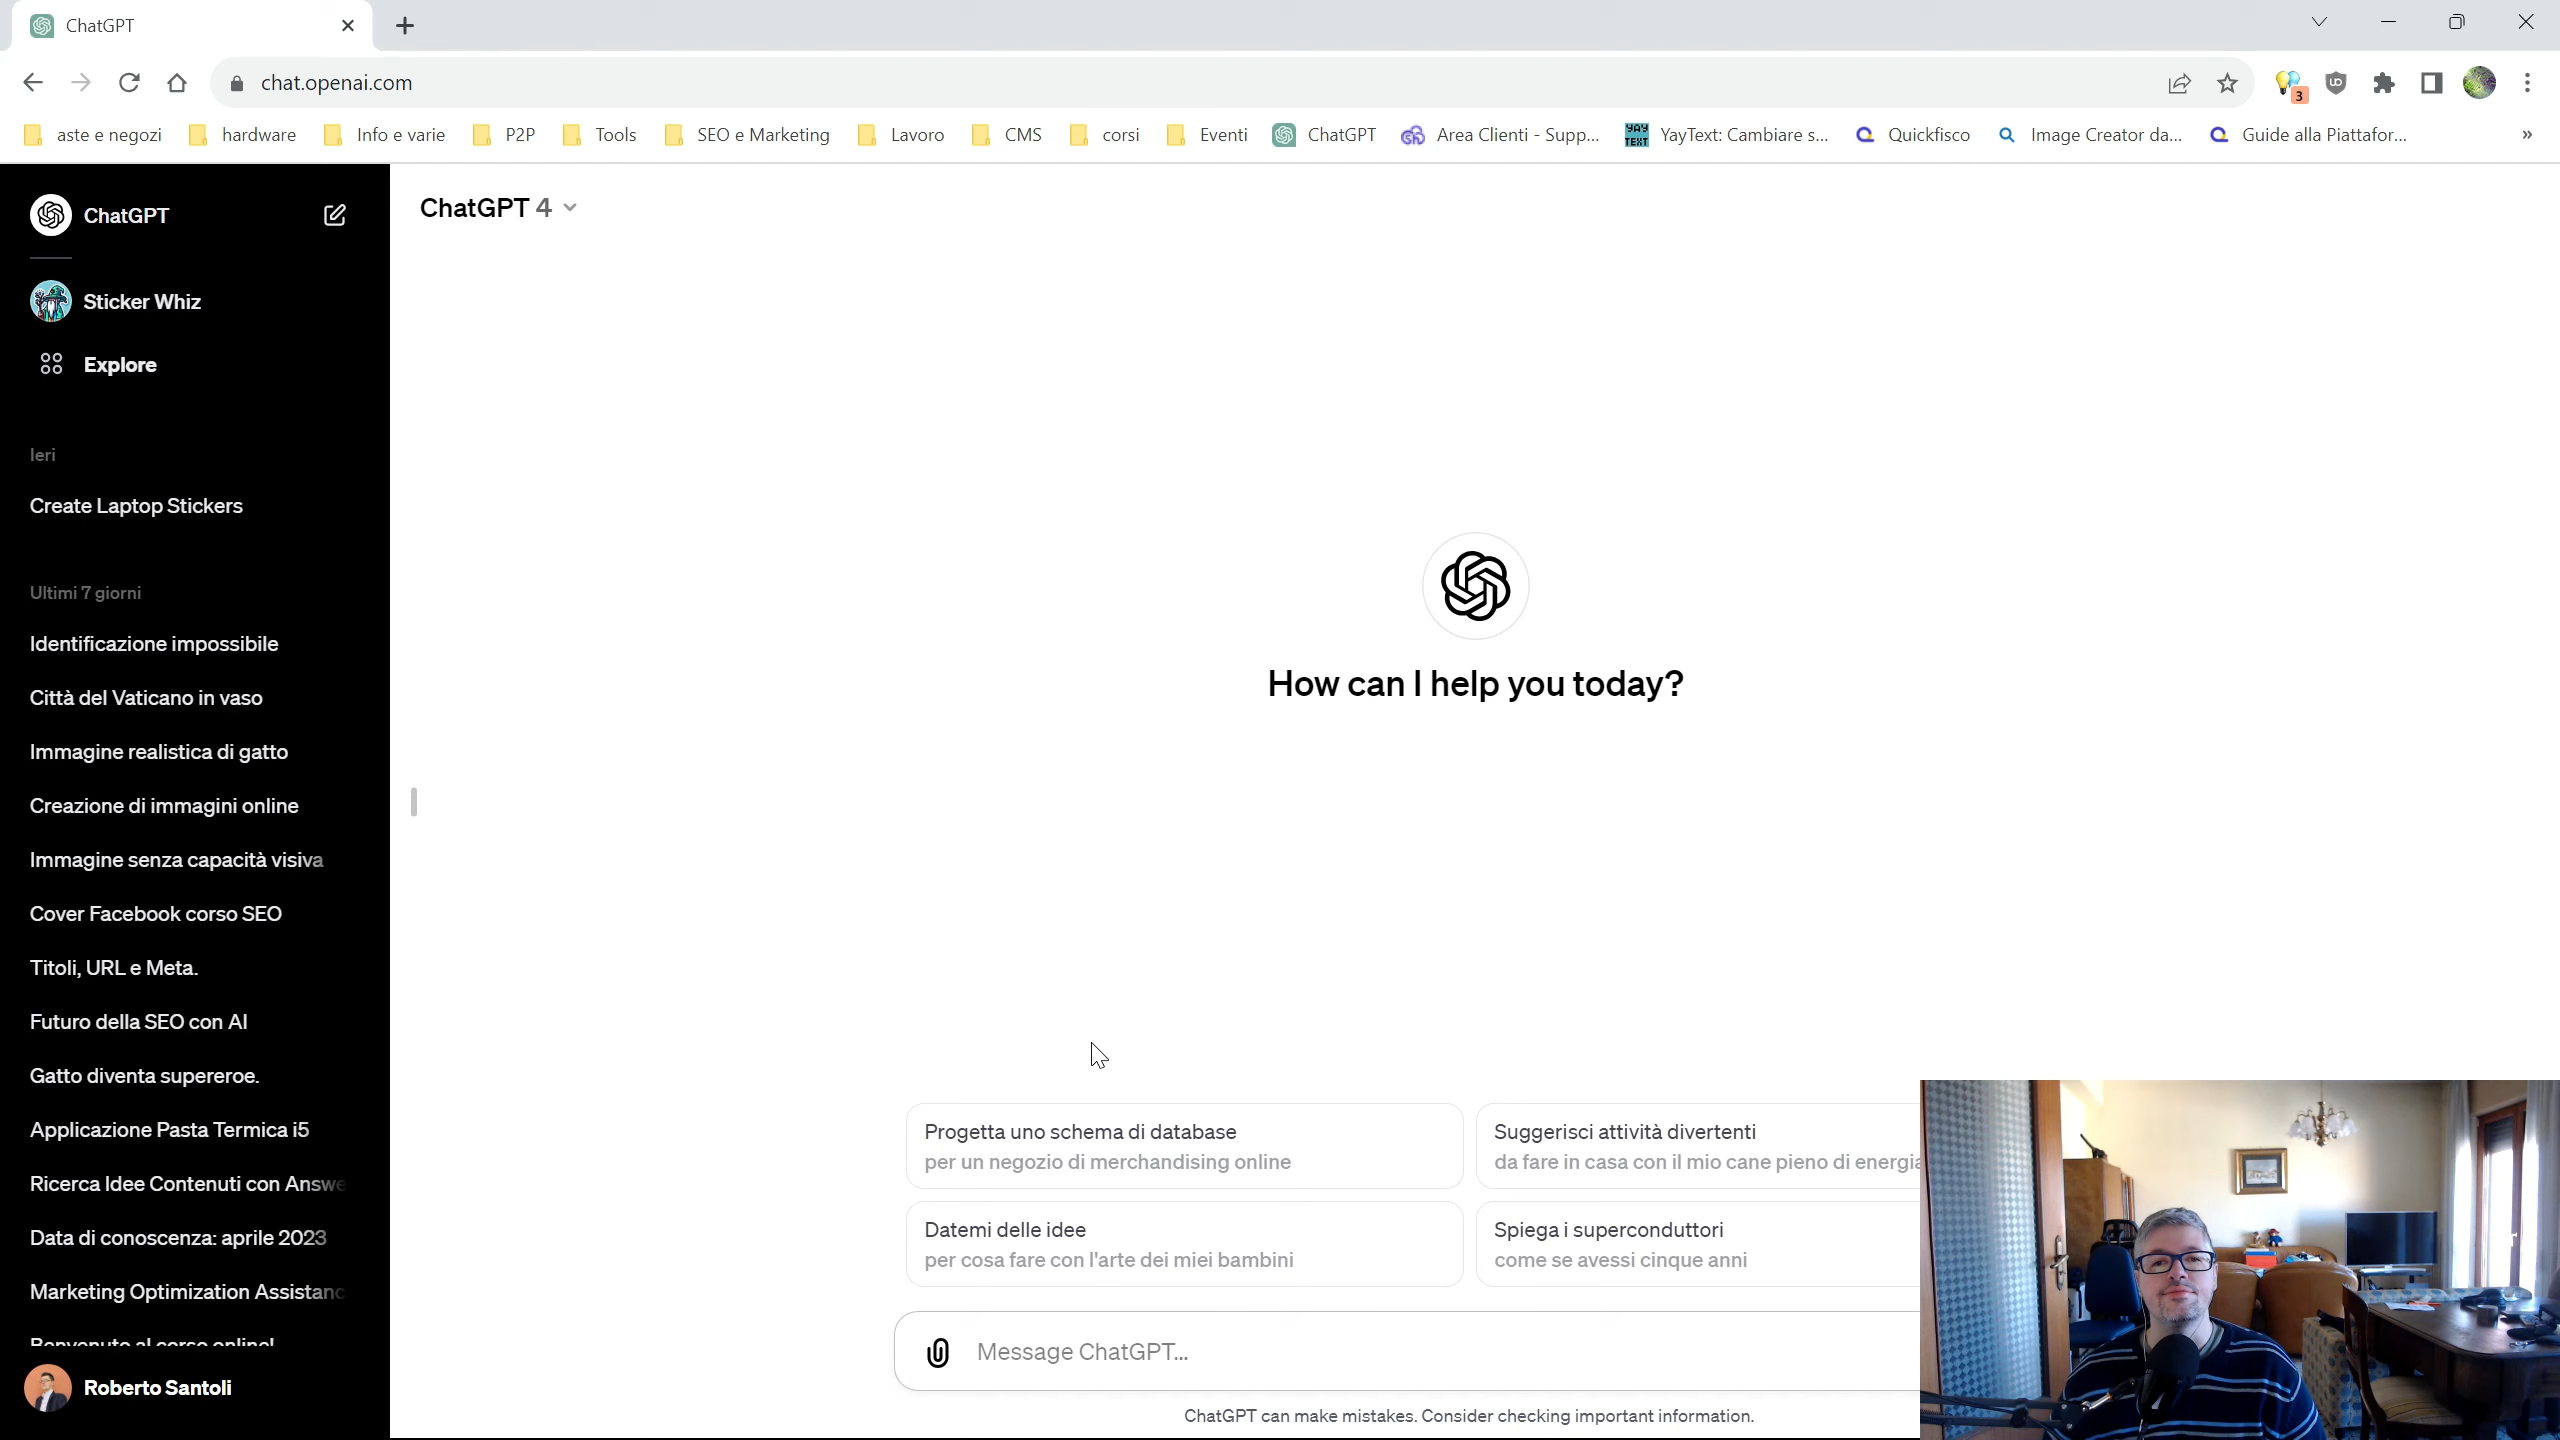 ChatGPT
chat.openai.com
3
aste e negozi
hardware
Info e varie
P2P
Tools
SEO e Marketing
Lavoro
CMS
corsi
Eventi
ChatGPT
Area Clienti - Supp...
YAY TEXT
YayText: Cambiare s...
Quickfisco
Image Creator da...
Guide alla Piattafor...
»
ChatGPT
Sticker Whiz
Explore
Ieri
Create Laptop Stickers
Ultimi 7 giorni
Identificazione impossibile
Città del Vaticano in vaso
Immagine realistica di gatto
Creazione di immagini online
Immagine senza capacità visiva
Cover Facebook corso SEO
Titoli, URL e Meta.
Futuro della SEO con AI
Gatto diventa supereroe.
Applicazione Pasta Termica i5
Ricerca Idee Contenuti con Answe
Data di conoscenza: aprile 2023
Marketing Optimization Assistanc
Benvenuto al corso online!
Roberto Santoli
ChatGPT 4
How can I help you today?
Progetta uno schema di database
per un negozio di merchandising online
Suggerisci attività divertenti
da fare in casa con il mio cane pieno di energia
Datemi delle idee
per cosa fare con l'arte dei miei bambini
Spiega i superconduttori
come se avessi cinque anni
Message ChatGPT...
ChatGPT can make mistakes. Consider checking important information.